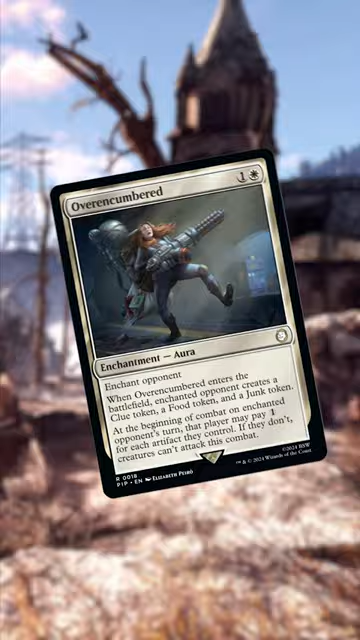 Overencumbered 1
Enchantment — Aura
Enchant opponent
When Overencumbered enters the
battlefield, enchanted opponent creates a
Clue token, a Food token, and a Junk token.
At the beginning of combat on enchanted
opponent's turn, that player may pay 1
for each artifact they control. If they don't,
creatures can't attack this combat.
R 0018
PIP • EN Elizabeth Peiró
©2024 BSW
™ & © 2024 Wizards of the Coast